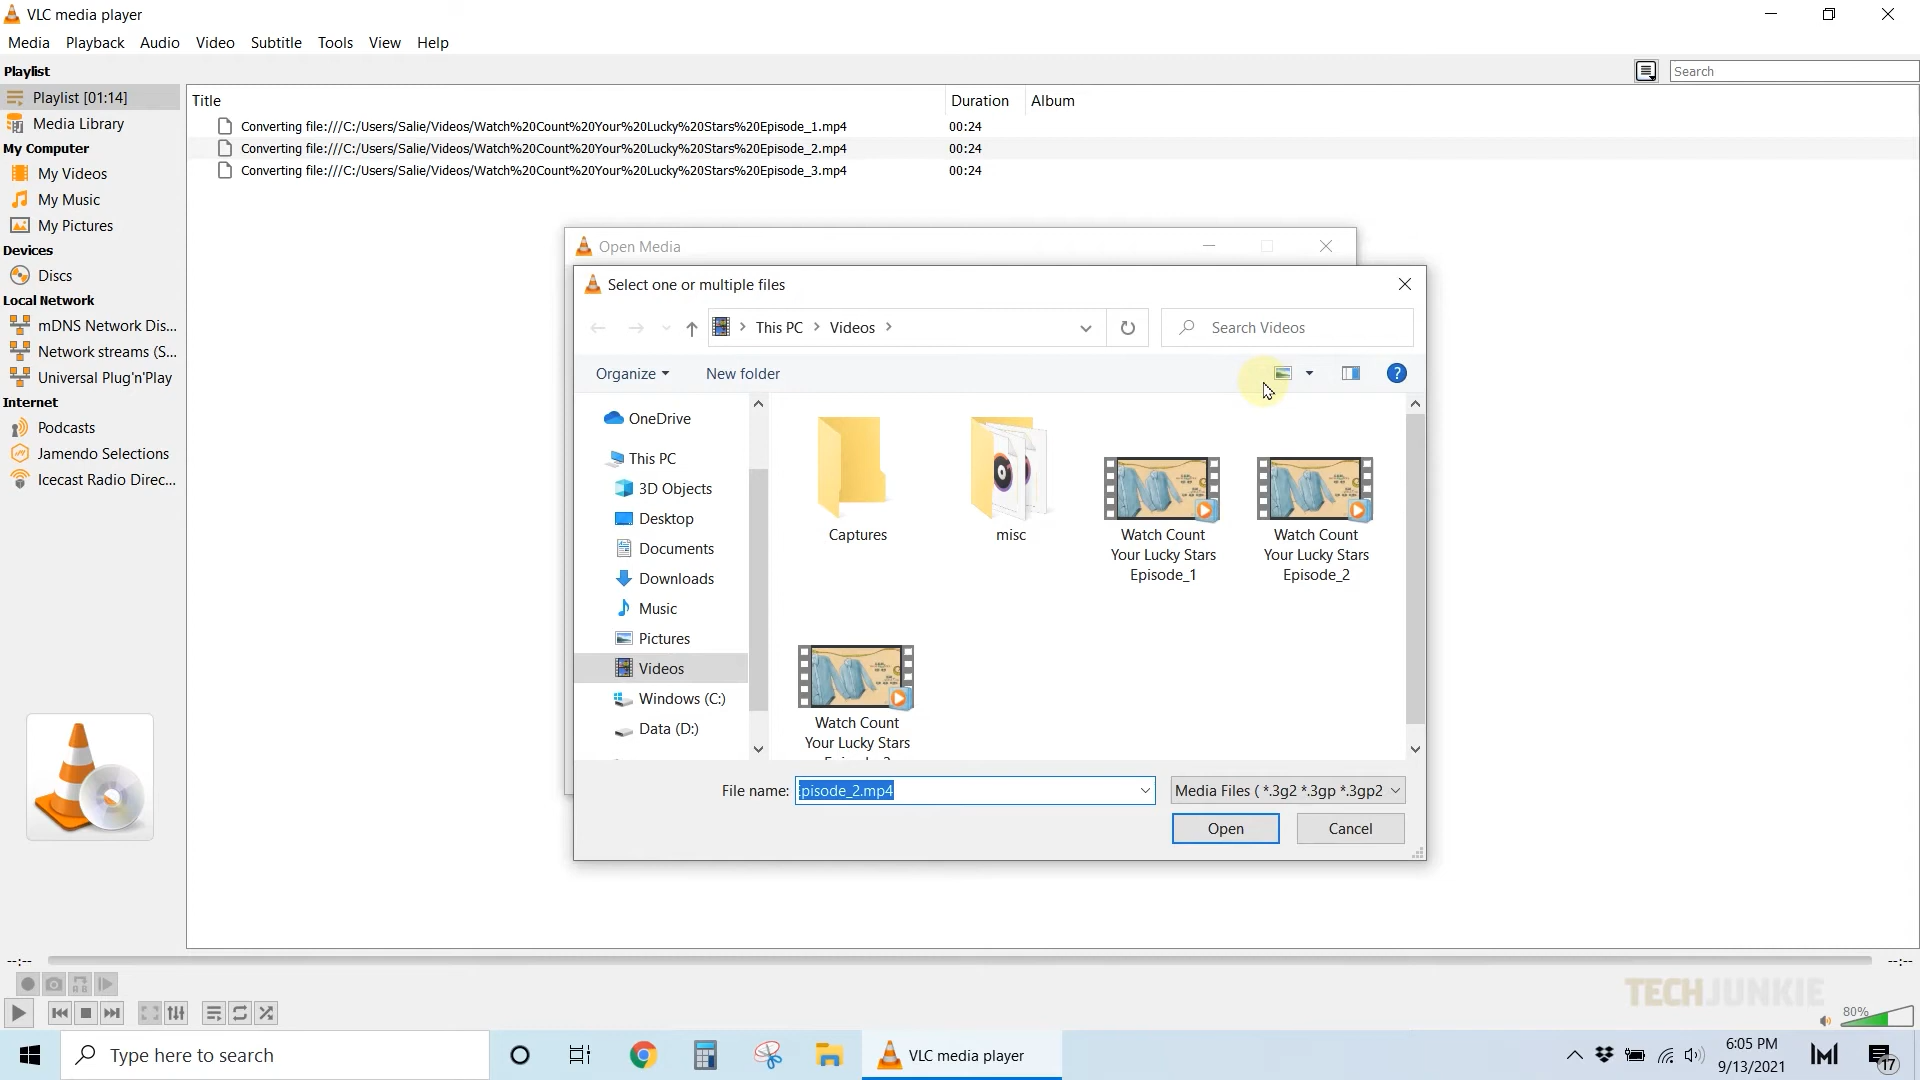 VLC media player
Media Playback Audio Video Subtitle Tools View Help
Playlist
Search
Playlist [01:14]
Media Library
My Computer
My Videos
My Music
My Pictures
Devices
Discs
Local Network
mDNS Network Dis...
Network streams (S...
Universal Plug'n'Play
Internet
Podcasts
Jamendo Selections
Icecast Radio Direc...
Title Duration Album
Converting file:///C:/Users/Salie/Videos/Watch%20Count%20Your%20Lucky%20Stars%20Episode_1.mp4 00:24
Converting file:///C:/Users/Salie/Videos/Watch%20Count%20Your%20Lucky%20Stars%20Episode_2.mp4 00:24
Converting file:///C:/Users/Salie/Videos/Watch%20Count%20Your%20Lucky%20Stars%20Episode_3.mp4 00:24
Open Media
Select one or multiple files
This PC Videos
Search Videos
Organize New folder
?
OneDrive
This PC
3D Objects
Desktop
Documents
Downloads
Music
Pictures
Videos
Windows (C:)
Data (D:)
Captures
misc
Watch Count
Your Lucky Stars
Episode_1
Watch Count
Your Lucky Stars
Episode_2
Watch Count
Your Lucky Stars
File name: pisode_2.mp4
Media Files ( *.3g2 *.3gp *.3gp2
Open Cancel
--:-- --:--
TECHJUNKIE
80%
Type here to search
VLC media player
6:05 PM
9/13/2021
17